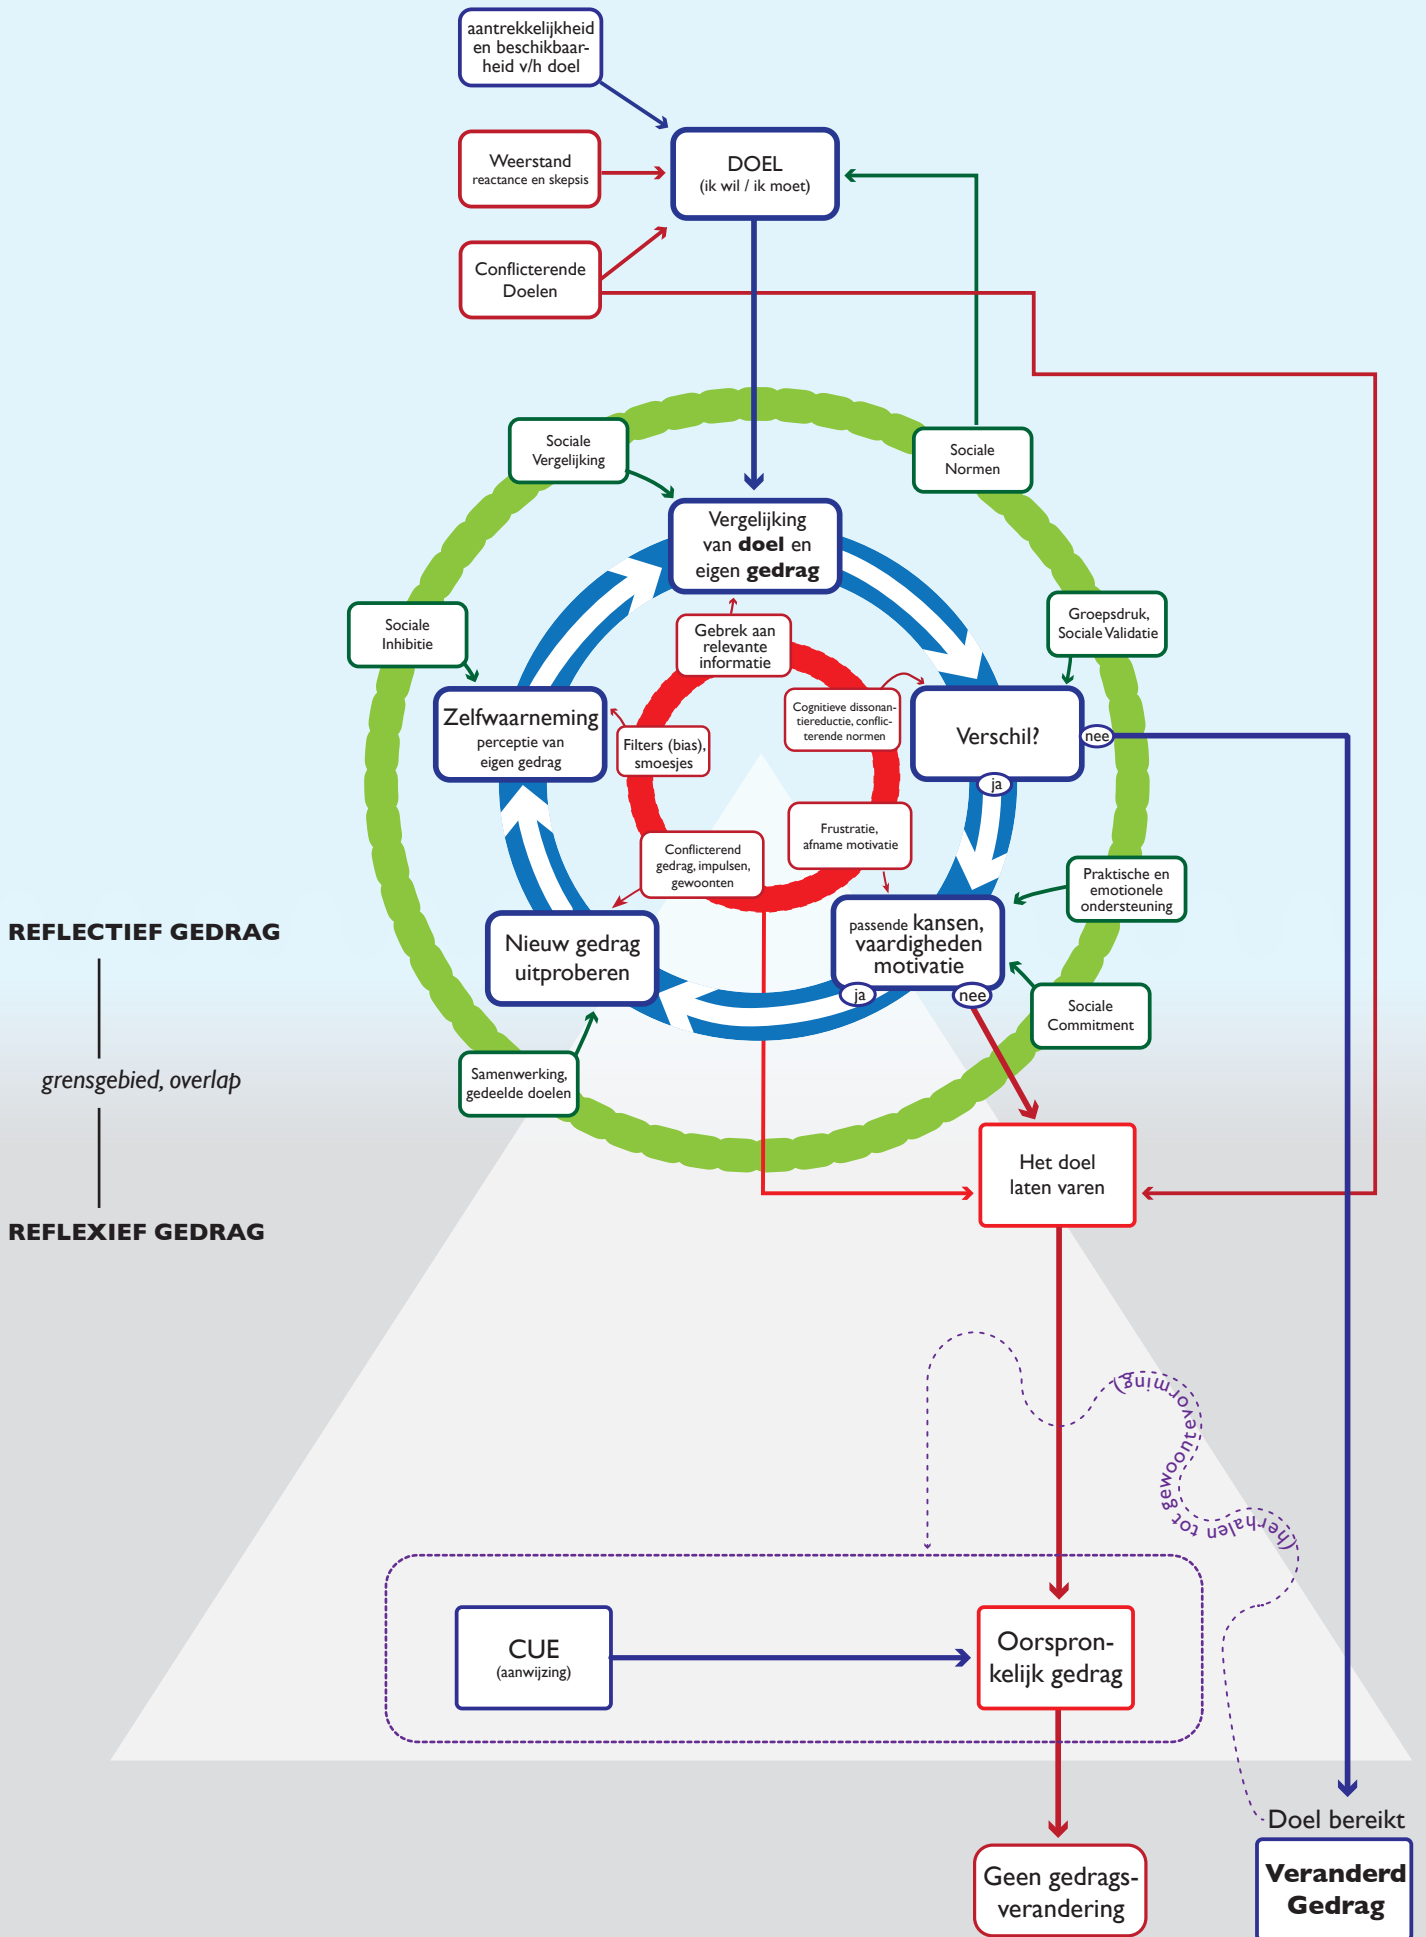 aantrekkelijkheid
en beschikbaar-
heid v/h doel
Weerstand
reactance en skepsis
DOEL
(ik wil / ik moet)
Conflicterende
Doelen
Sociale
Vergelijking
Sociale
Normen
Vergelijking
van doel en
eigen gedrag
Sociale
Inhibitie
Gebrek aan
relevante
informatie
Groepsdruk,
Sociale Validatie
Zelfwaarneming
perceptie van
eigen gedrag
Filters (bias),
smoesjes
Cognitieve dissonan-
tiereductie, conflic-
terende normen
Verschil?
nee
ja
Conflicterend
gedrag, impulsen,
gewoonten
Frustratie,
afname motivatie
Praktische en
emotionele
ondersteuning
REFLECTIEF GEDRAG
Nieuw gedrag
uitproberen
passende kansen,
vaardigheden
motivatie
ja
nee
Sociale
Commitment
grensgebied, overlap
Samenwerking,
gedeelde doelen
Het doel
laten varen
REFLEXIEF GEDRAG
(herhalen tot gewoontevorming)
CUE
(aanwijzing)
Oorspron-
kelijk gedrag
Doel bereikt
Geen gedrags-
verandering
Veranderd
Gedrag